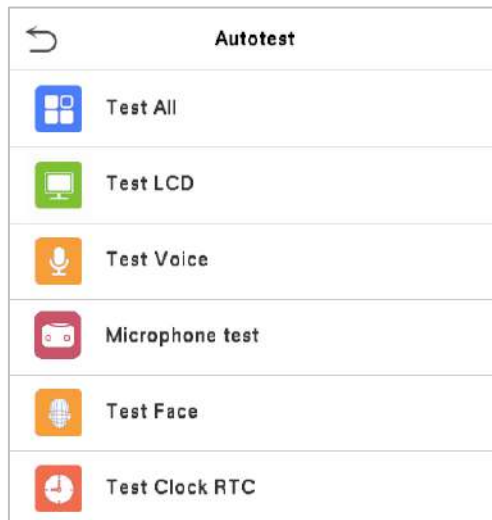 Autotest
Test All
Test LCD
Test Voice
Microphone test
Test Face
Test Clock RTC